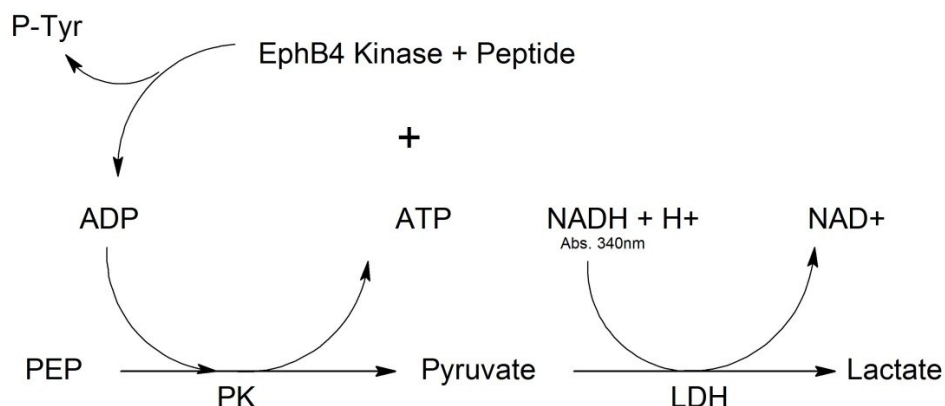 P-Tyr
EphB4 Kinase + Peptide
+
ADP
ATP
NADH + H+
NAD+
Abs. 340nm
PEP
Pyruvate
Lactate
PK
LDH